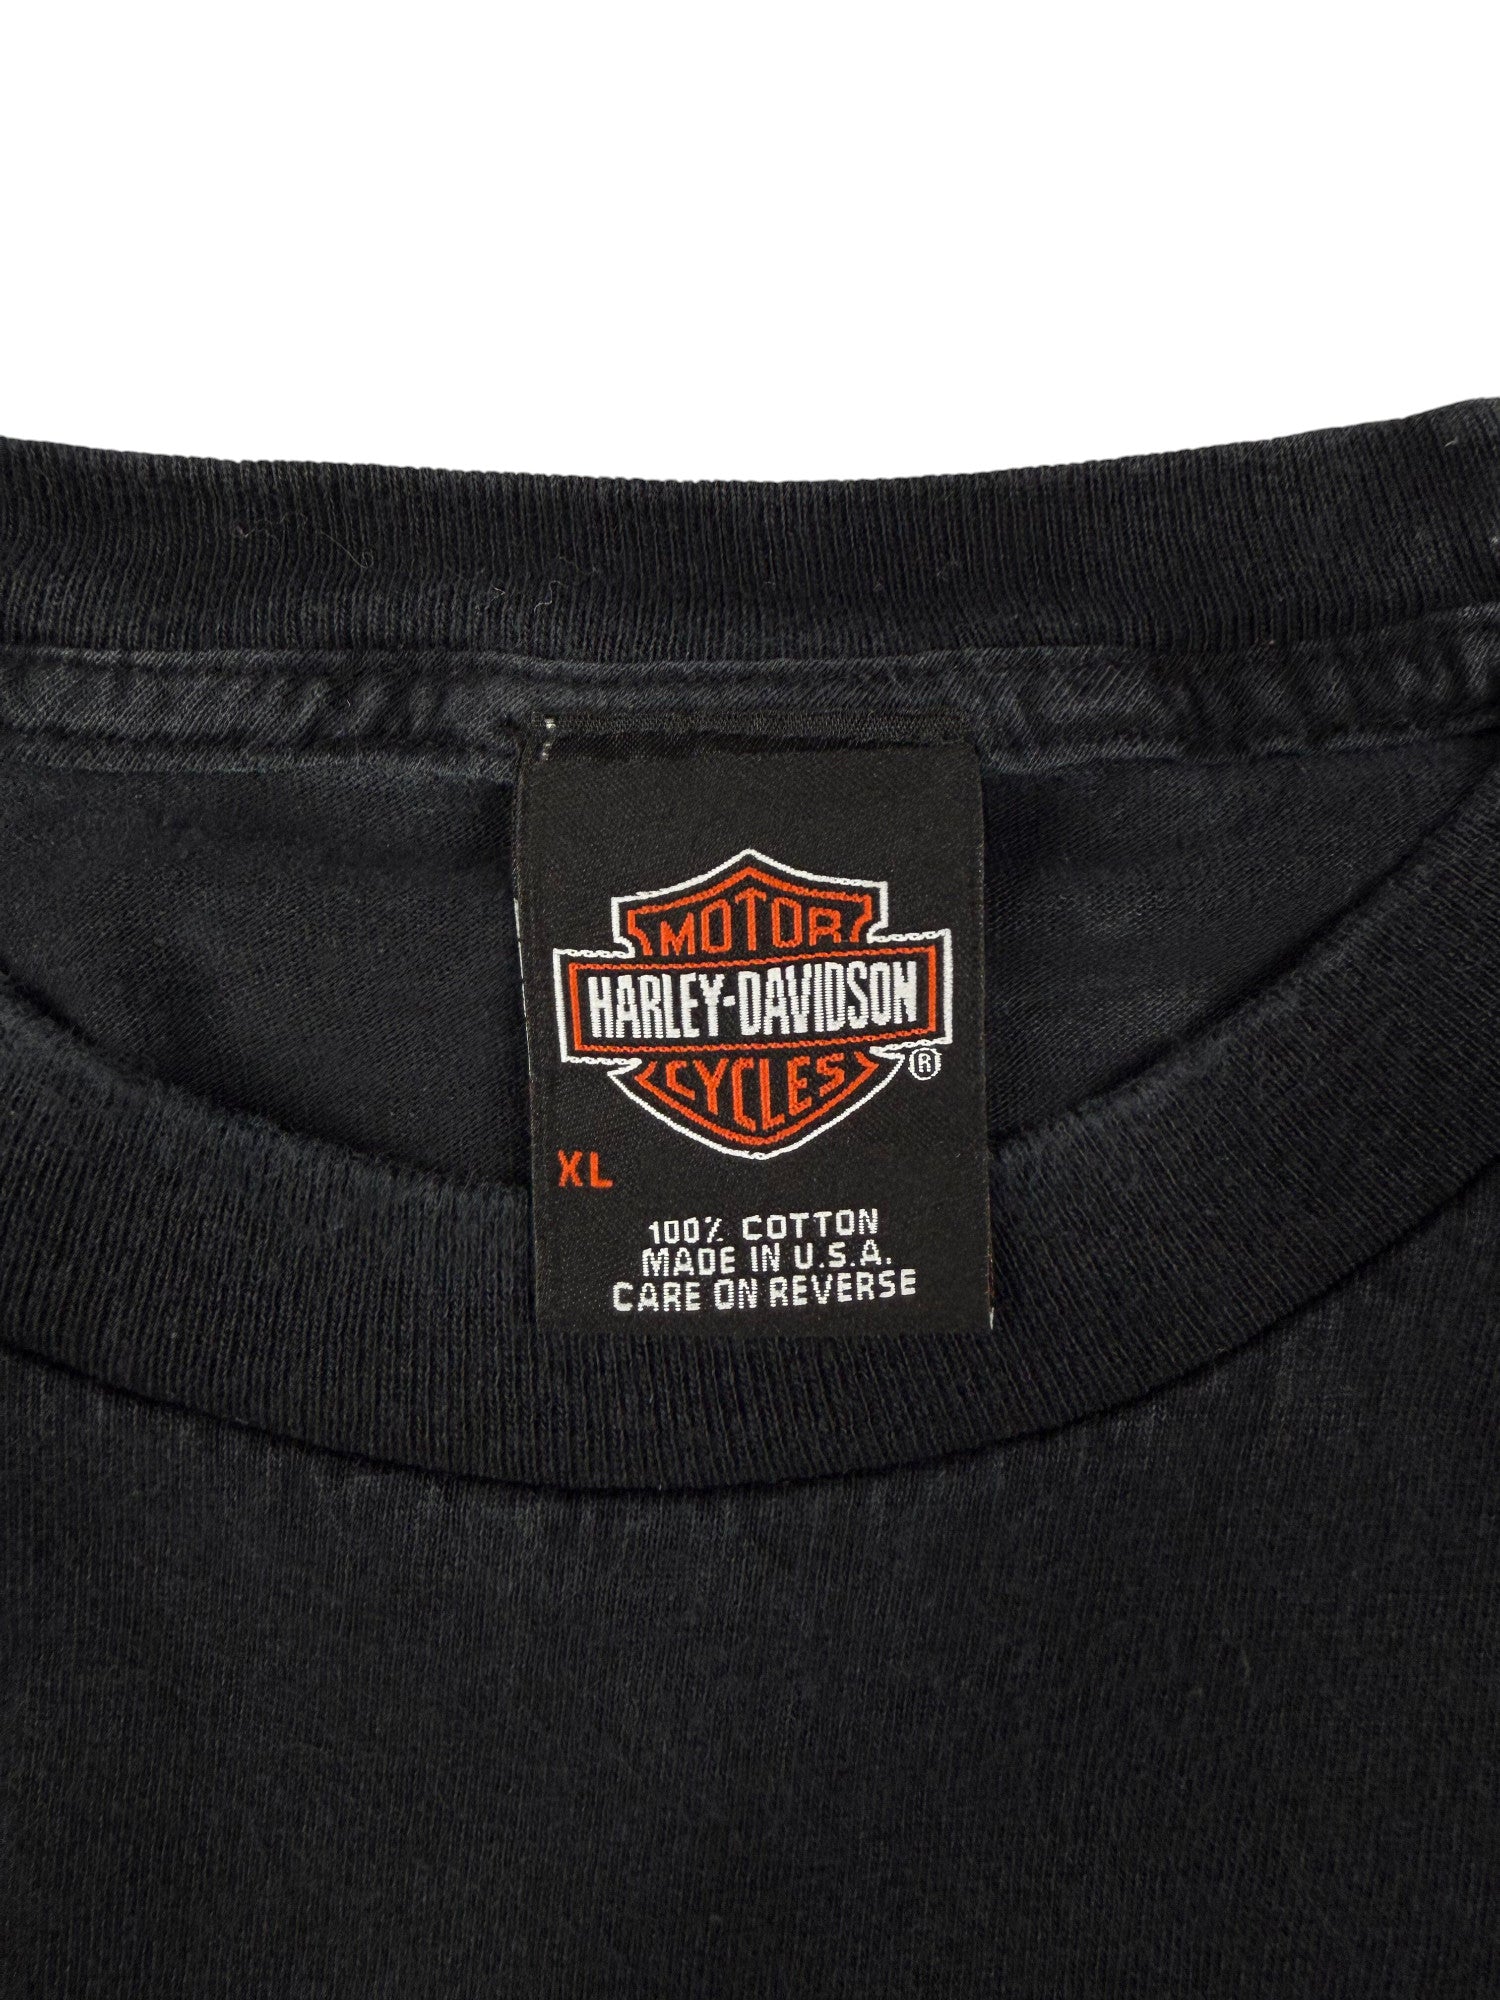 MOTOR
HARLEY-DAVIDSON
CYCLES ®
XL
100% COTTON
MADE IN U.S.A.
CARE ON REVERSE